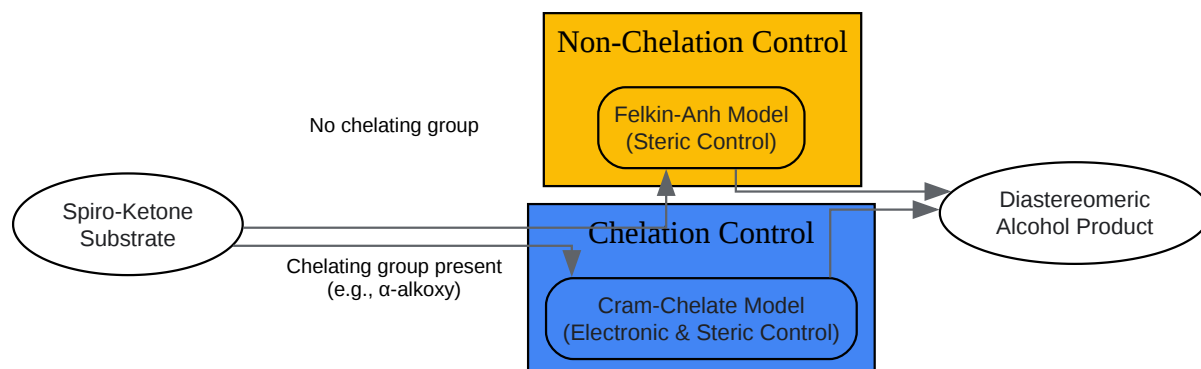 Non-Chelation Control
Felkin-Anh Model
(Steric Control)
No chelating group
Spiro-Ketone
Substrate
Diastereomeric
Alcohol Product
Chelation Control
Chelating group present
(e.g., α-alkoxy)
Cram-Chelate Model
(Electronic & Steric Control)